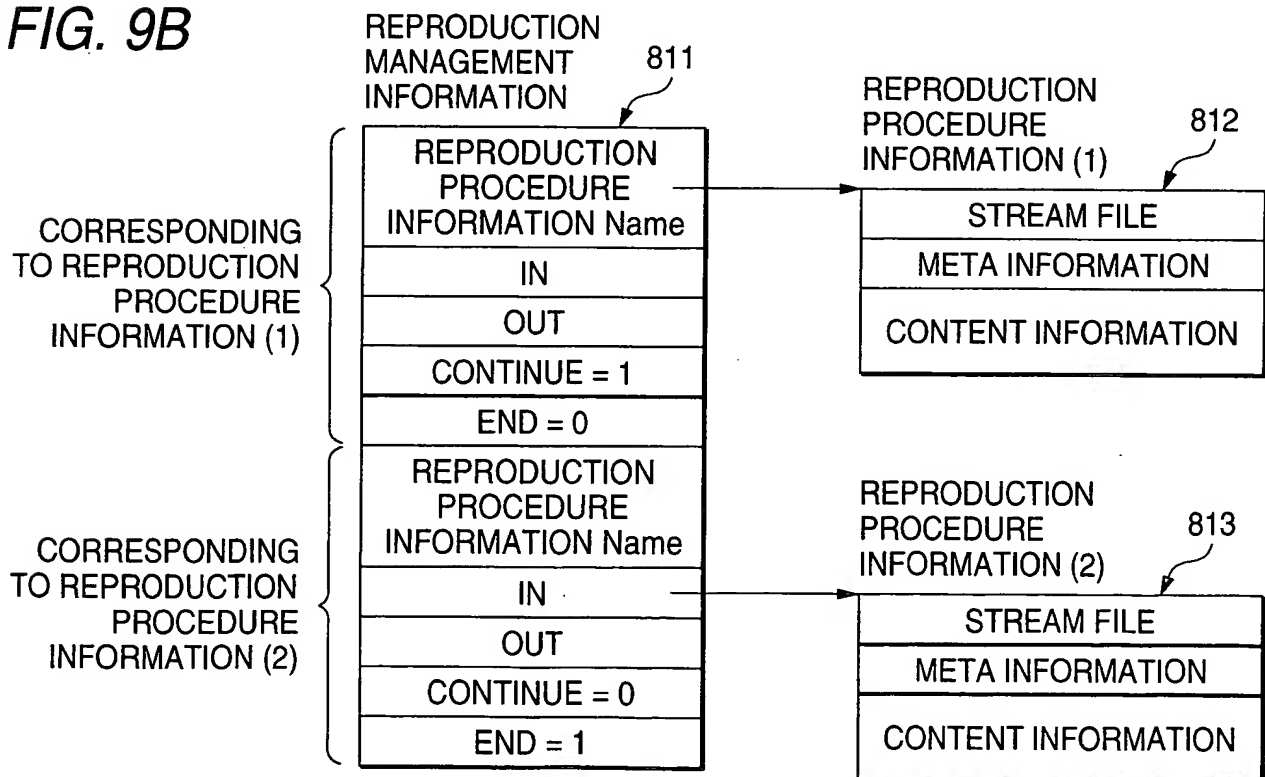 FIG. 9B
REPRODUCTION
MANAGEMENT
INFORMATION
811
REPRODUCTION
PROCEDURE
INFORMATION Name
IN
OUT
CONTINUE = 1
END = 0
REPRODUCTION
PROCEDURE
INFORMATION Name
IN
OUT
CONTINUE = 0
END = 1
CORRESPONDING
TO REPRODUCTION
PROCEDURE
INFORMATION (1)
CORRESPONDING
TO REPRODUCTION
PROCEDURE
INFORMATION (2)
REPRODUCTION
PROCEDURE
INFORMATION (1)
812
STREAM FILE
META INFORMATION
CONTENT INFORMATION
REPRODUCTION
PROCEDURE
INFORMATION (2)
813
STREAM FILE
META INFORMATION
CONTENT INFORMATION